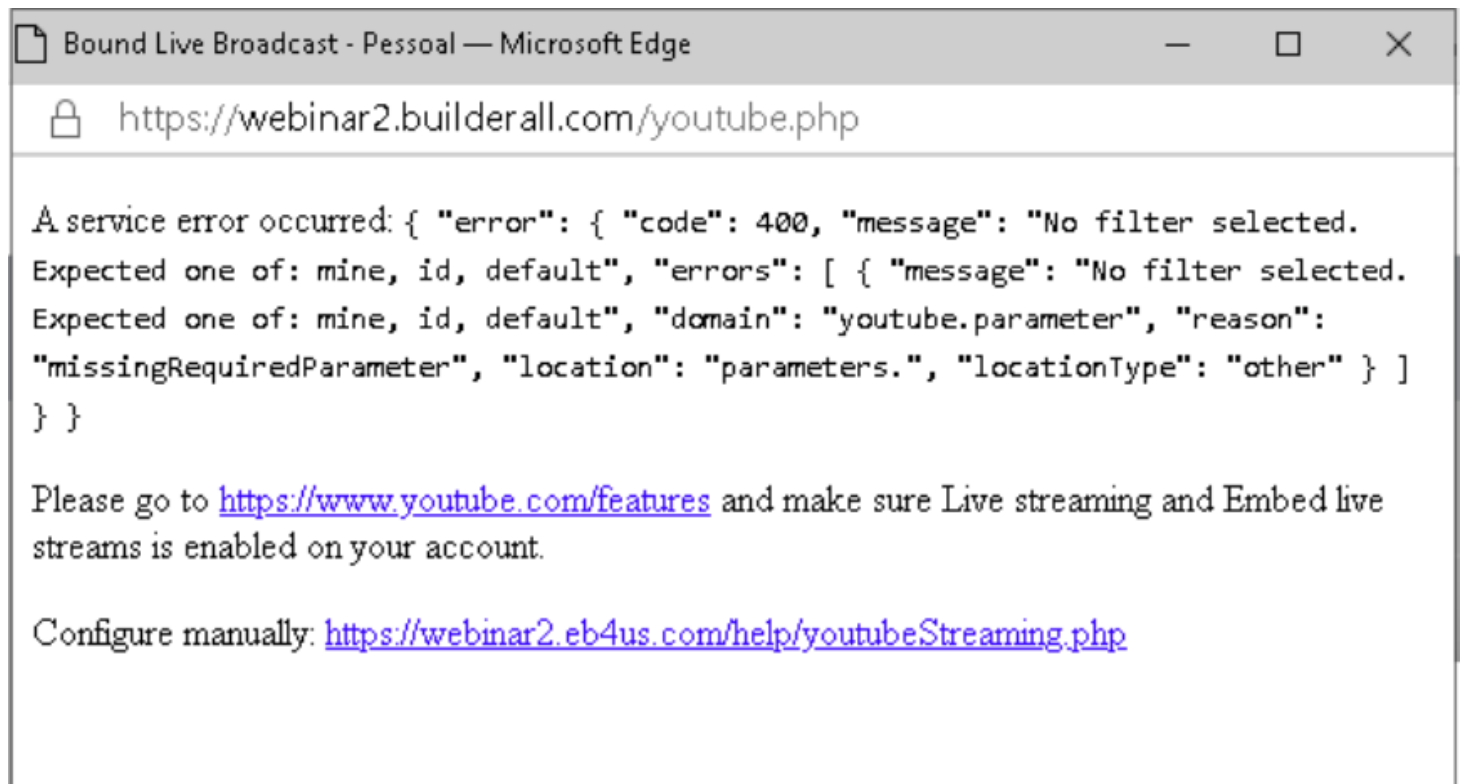 Bound Live Broadcast - Pessoal — Microsoft Edge
https://webinar2.builderall.com/youtube.php
A service error occurred: { "error": { "code": 400, "message": "No filter selected.
Expected one of: mine, id, default", "errors": [ { "message": "No filter selected.
Expected one of: mine, id, default", "domain": "youtube.parameter", "reason":
"missingRequiredParameter", "location": "parameters.", "locationType": "other" } ]
} }
Please go to https://www.youtube.com/features and make sure Live streaming and Embed live
streams is enabled on your account.
Configure manually: https://webinar2.eb4us.com/help/youtubeStreaming.php